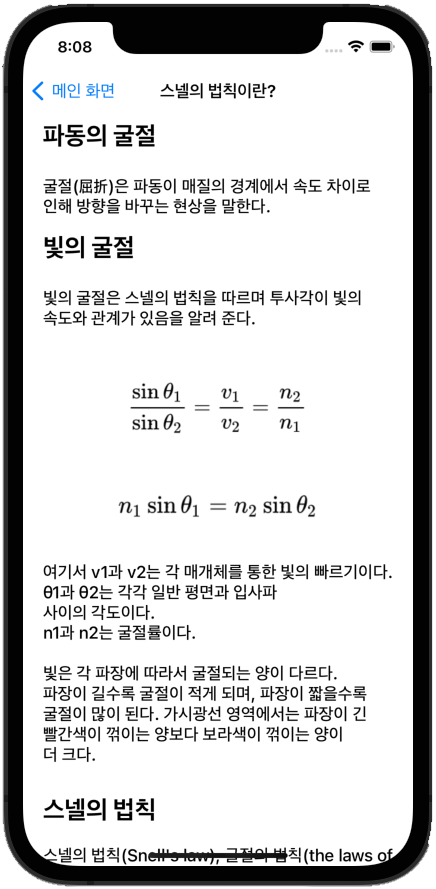 8:08
메인 화면
스넬의 법칙이란?
파동의 굴절
굴절(屈折)은 파동이 매질의 경계에서 속도 차이로
인해 방향을 바꾸는 현상을 말한다.
빛의 굴절
빛의 굴절은 스넬의 법칙을 따르며 투사각이 빛의
속도와 관계가 있음을 알려 준다.
sin θ₁ / sin θ₂ = v₁ / v₂ = n₂ / n₁
n₁ sin θ₁ = n₂ sin θ₂
여기서 v1과 v2는 각 매개체를 통한 빛의 빠르기이다.
θ1과 θ2는 각각 일반 평면과 입사파
사이의 각도이다.
n1과 n2는 굴절률이다.
빛은 각 파장에 따라서 굴절되는 양이 다르다.
파장이 길수록 굴절이 적게 되며, 파장이 짧을수록
굴절이 많이 된다. 가시광선 영역에서는 파장이 긴
빨간색이 꺾이는 양보다 보라색이 꺾이는 양이
더 크다.
스넬의 법칙
스넬의 법칙(Snell's law), 굴절의 법칙(the laws of